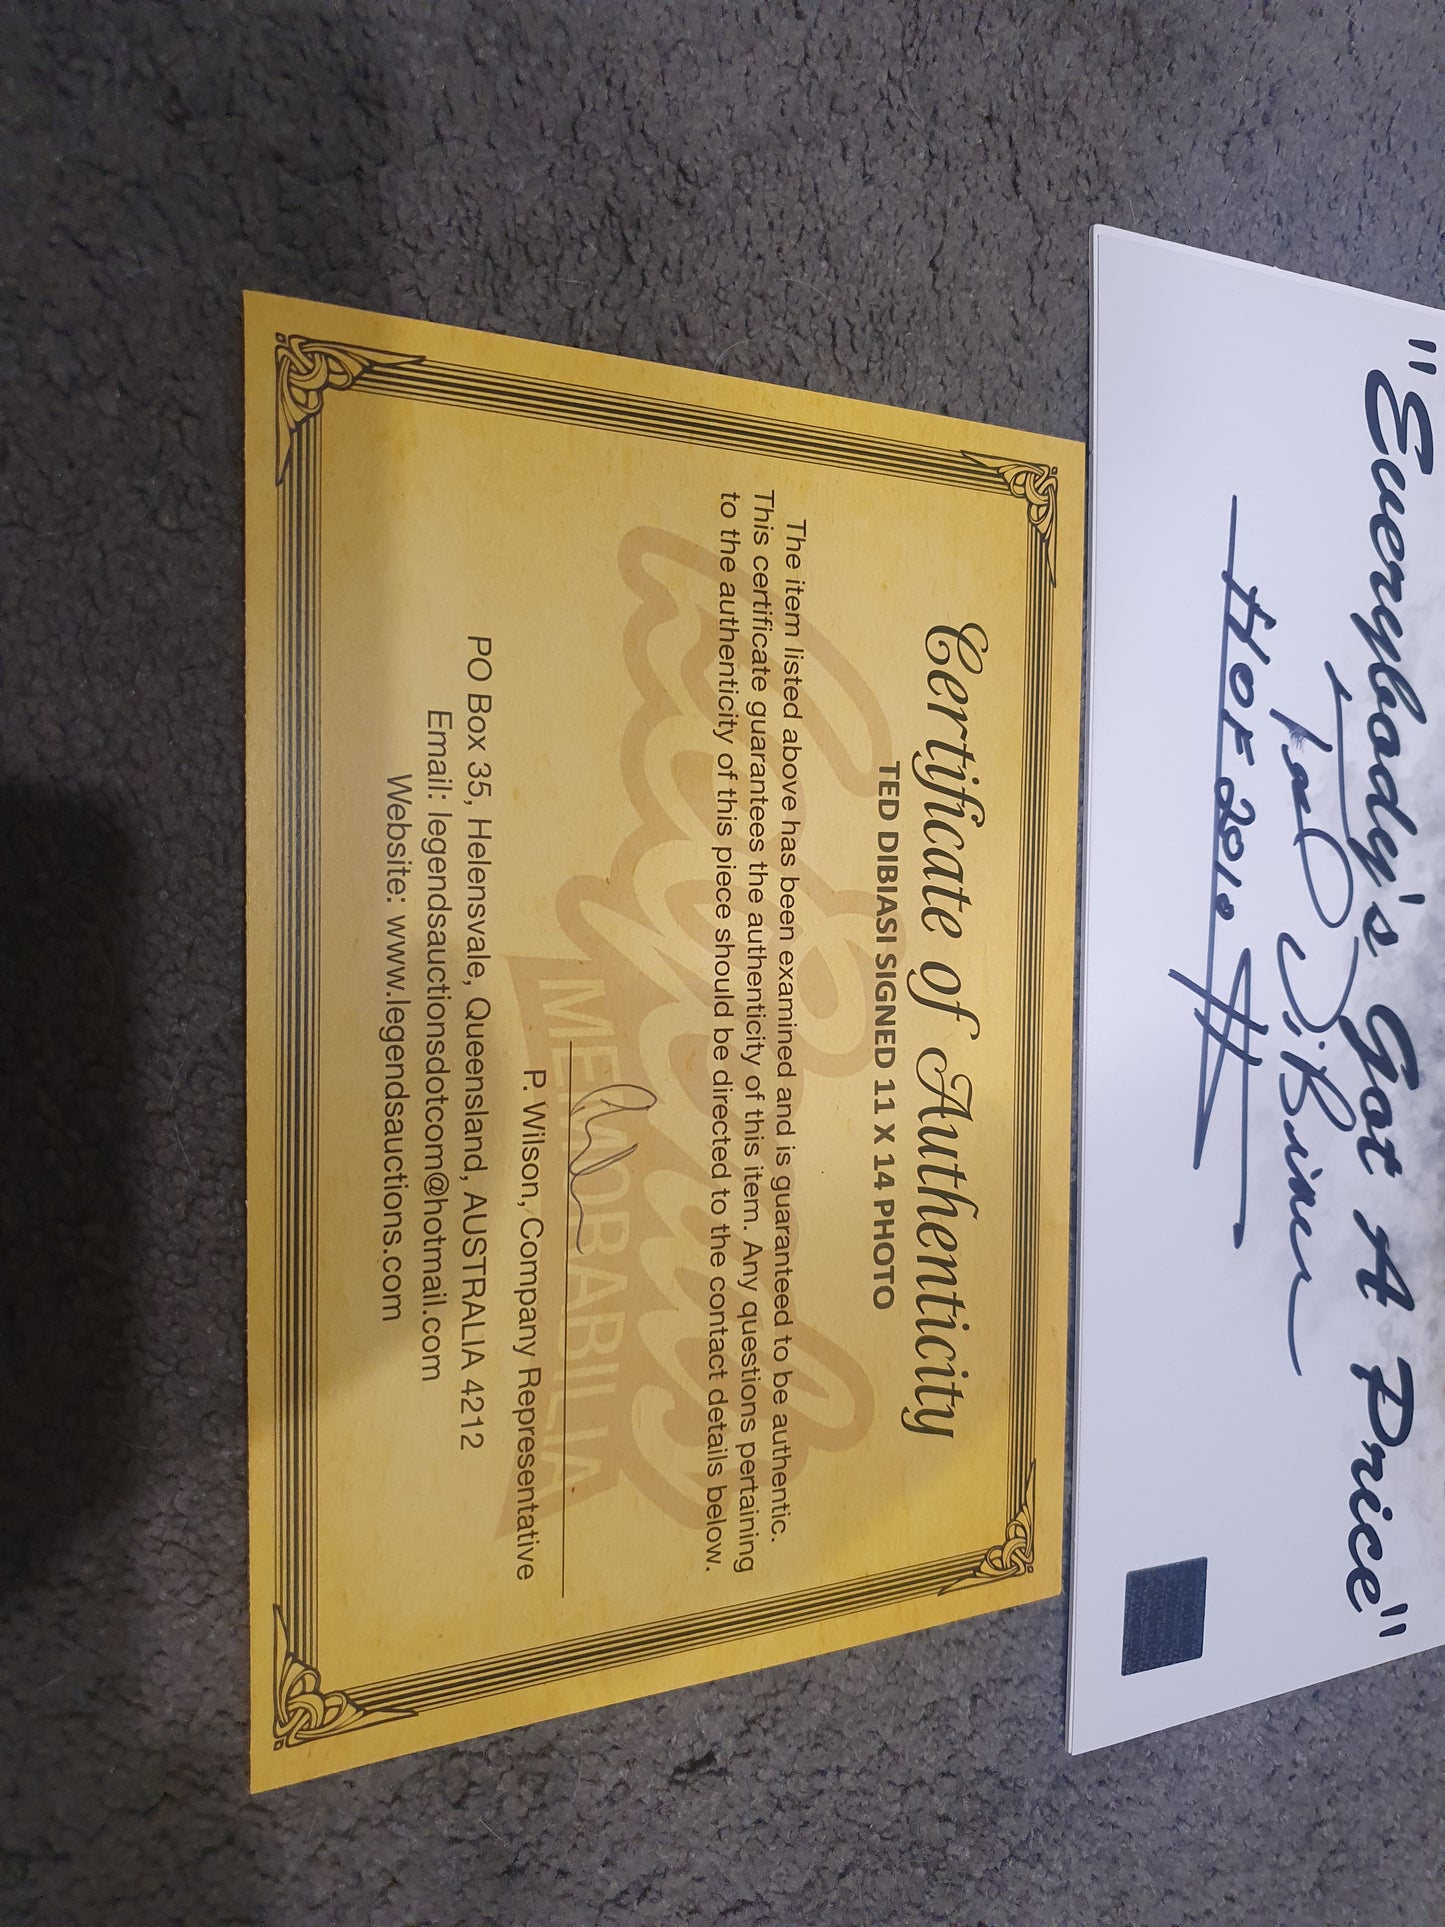 "Everybody's Got A Price"
Ted DiBiase
HOF 2010 $
Certificate of Authenticity
TED DIBIASI SIGNED 11 X 14 PHOTO
The item listed above has been examined and is guaranteed to be authentic.
This certificate guarantees the authenticity of this item. Any questions pertaining
to the authenticity of this piece should be directed to the contact details below.
MEMOBABILIA
P. Wilson, Company Representative
PO Box 35, Helensvale, Queensland, AUSTRALIA 4212
Email: legendsauctionsdotcom@hotmail.com
Website: www.legendsauctions.com